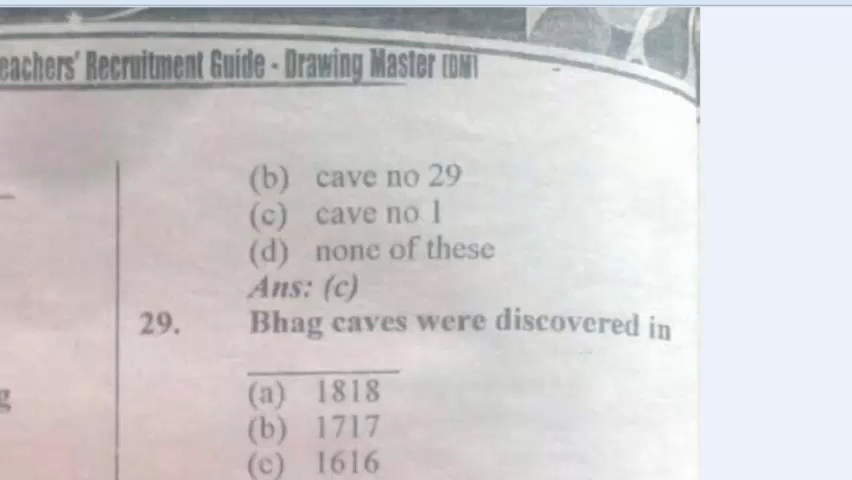 eachers' Recruitment Guide - Drawing Master (DM)
(b) cave no 29
(c) cave no 1
(d) none of these
Ans: (c)
29. Bhag caves were discovered in
(a) 1818
(b) 1717
(c) 1616
g